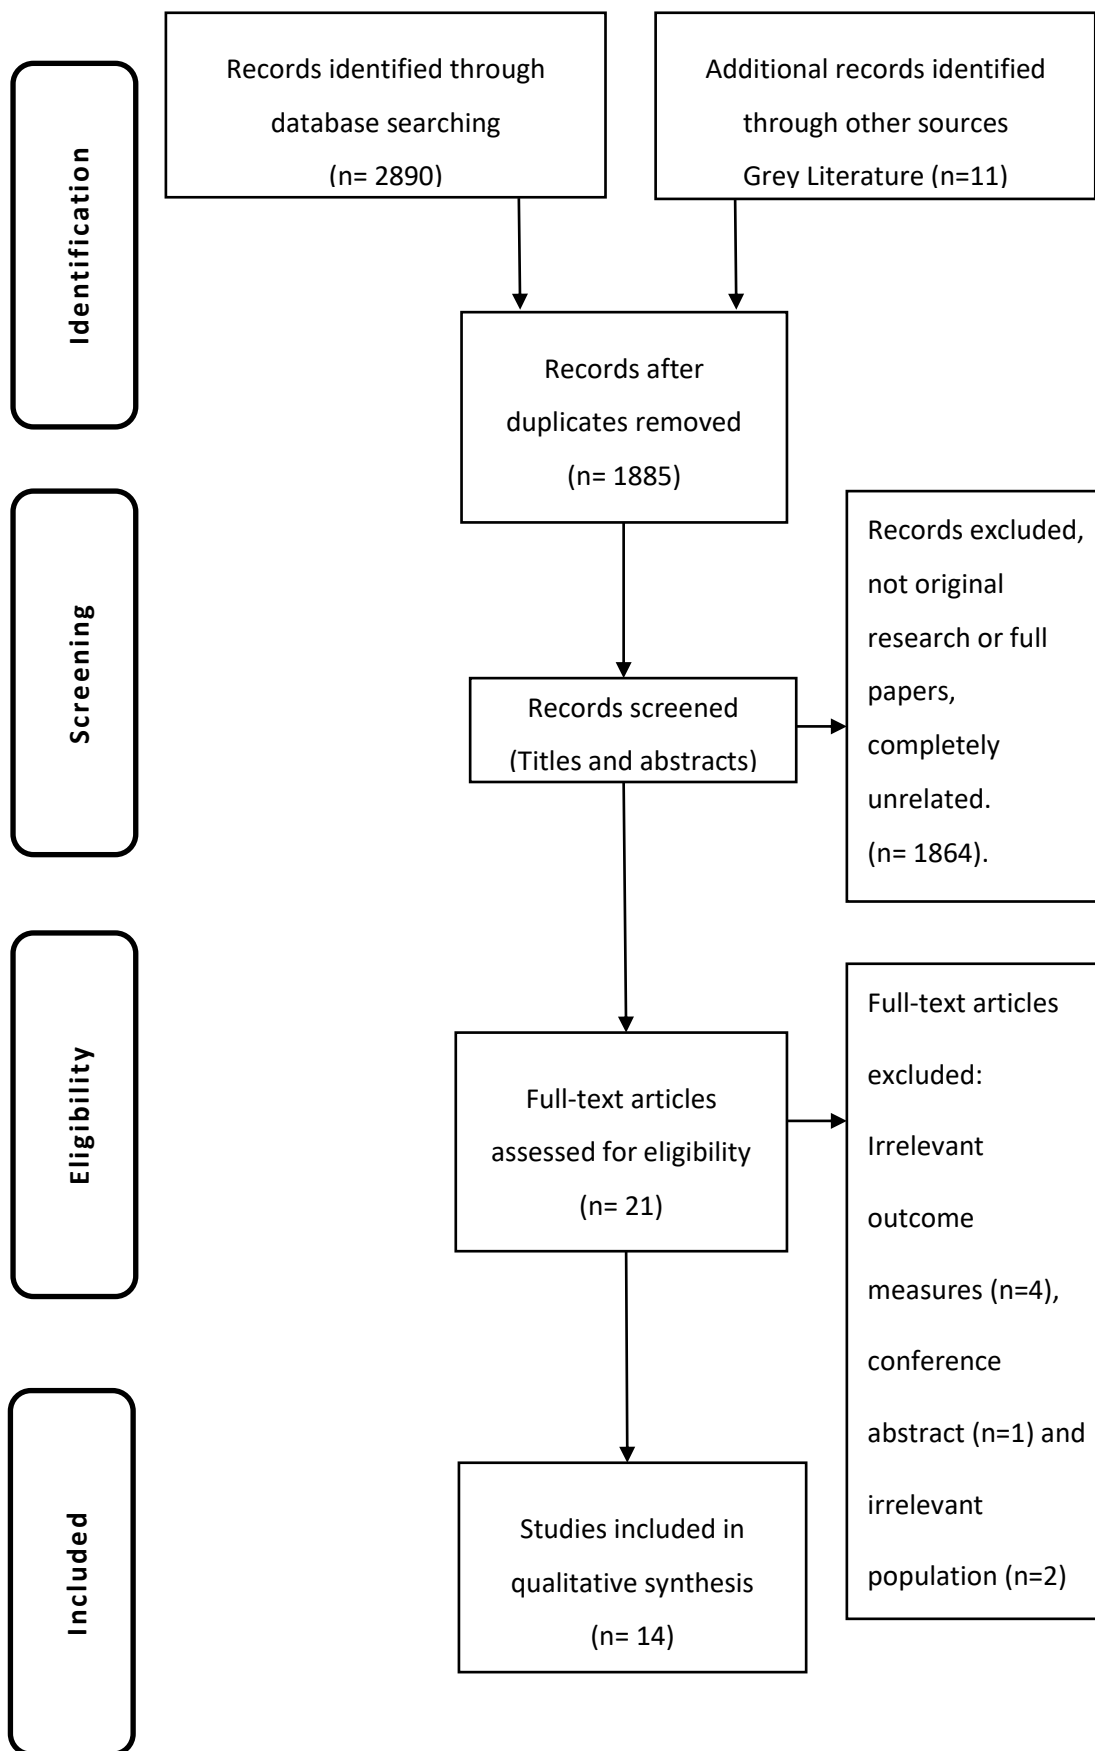 Identification
Records identified through
database searching
(n= 2890)
Additional records identified
through other sources
Grey Literature (n=11)
Records after
duplicates removed
(n= 1885)
Screening
Records screened
(Titles and abstracts)
Records excluded,
not original
research or full
papers,
completely
unrelated.
(n= 1864).
Eligibility
Full-text articles
assessed for eligibility
(n= 21)
Full-text articles
excluded:
Irrelevant
outcome
measures (n=4),
conference
abstract (n=1) and
irrelevant
population (n=2)
Included
Studies included in
qualitative synthesis
(n= 14)